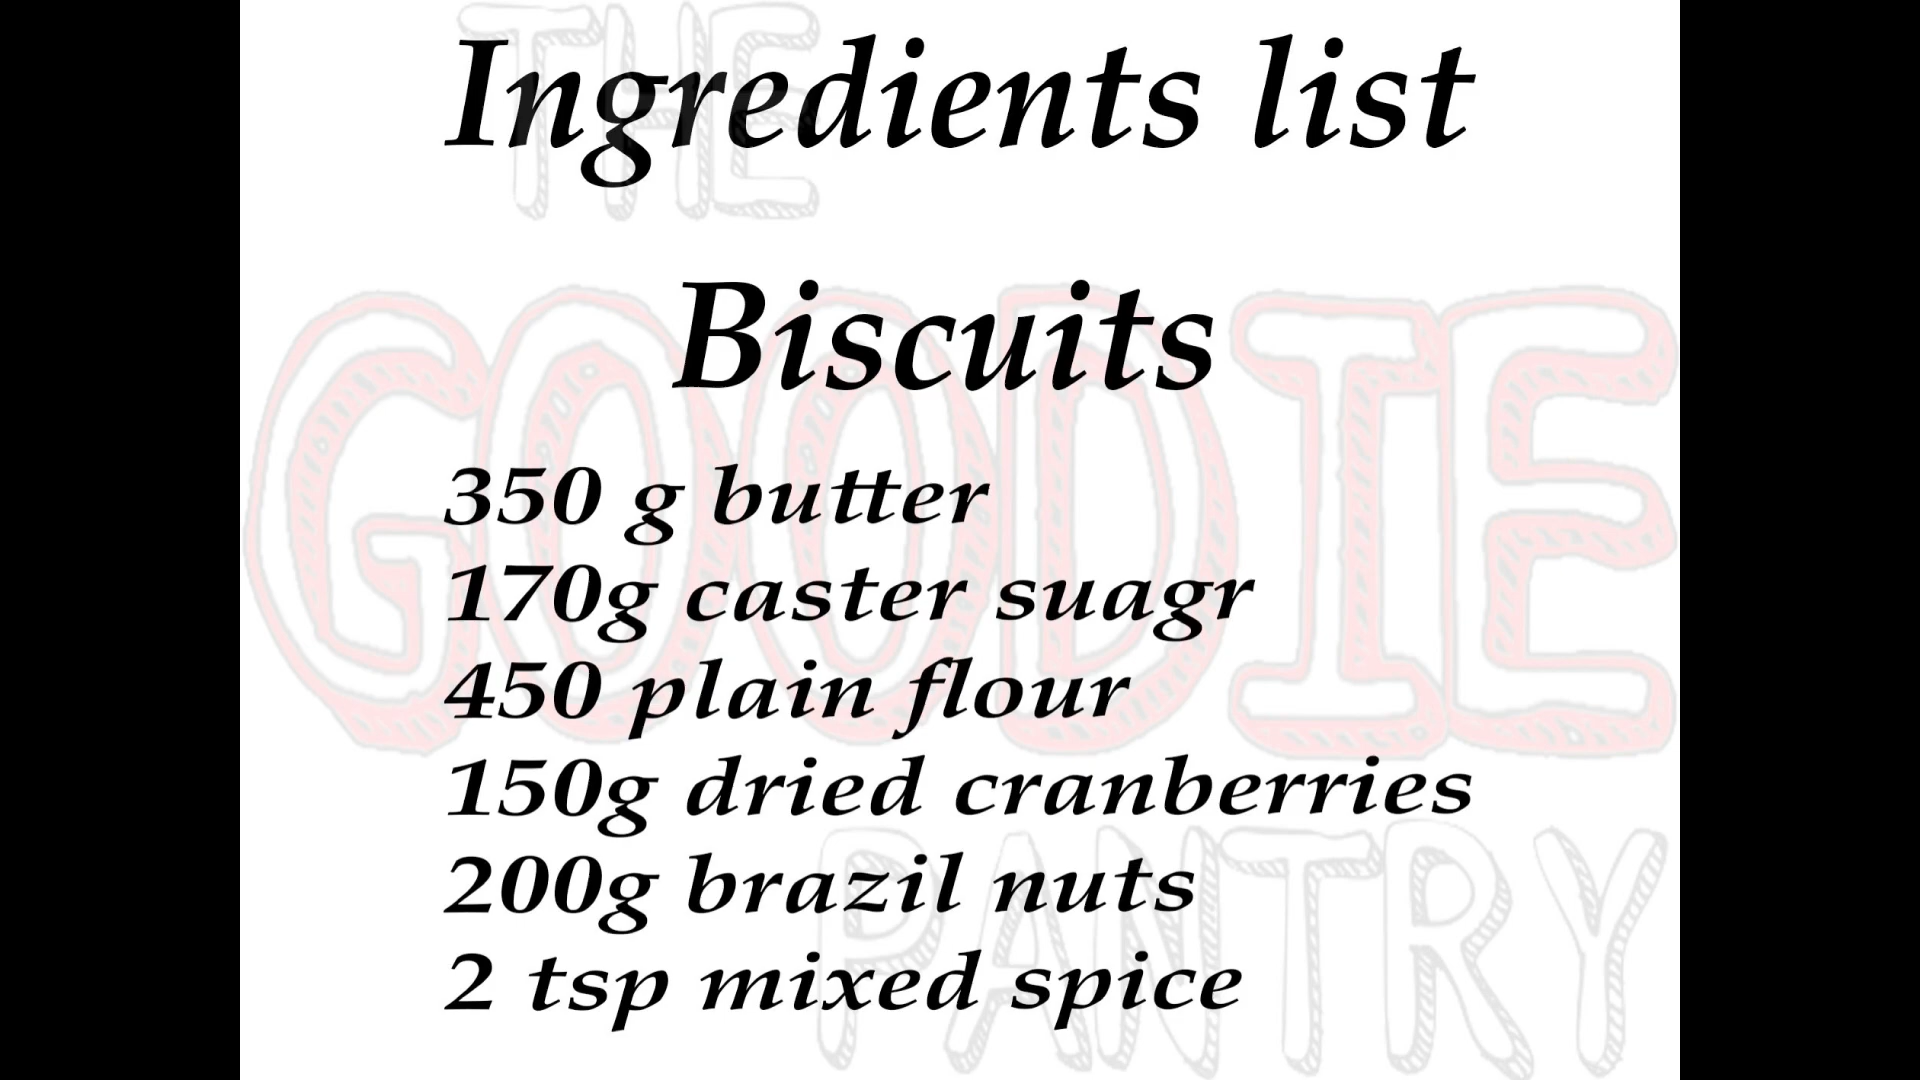 THE
Ingredients list
GOODIE
Biscuits
350 g butter
170g caster suagr
450 plain flour
150g dried cranberries
200g brazil nuts
2 tsp mixed spice
PANTRY